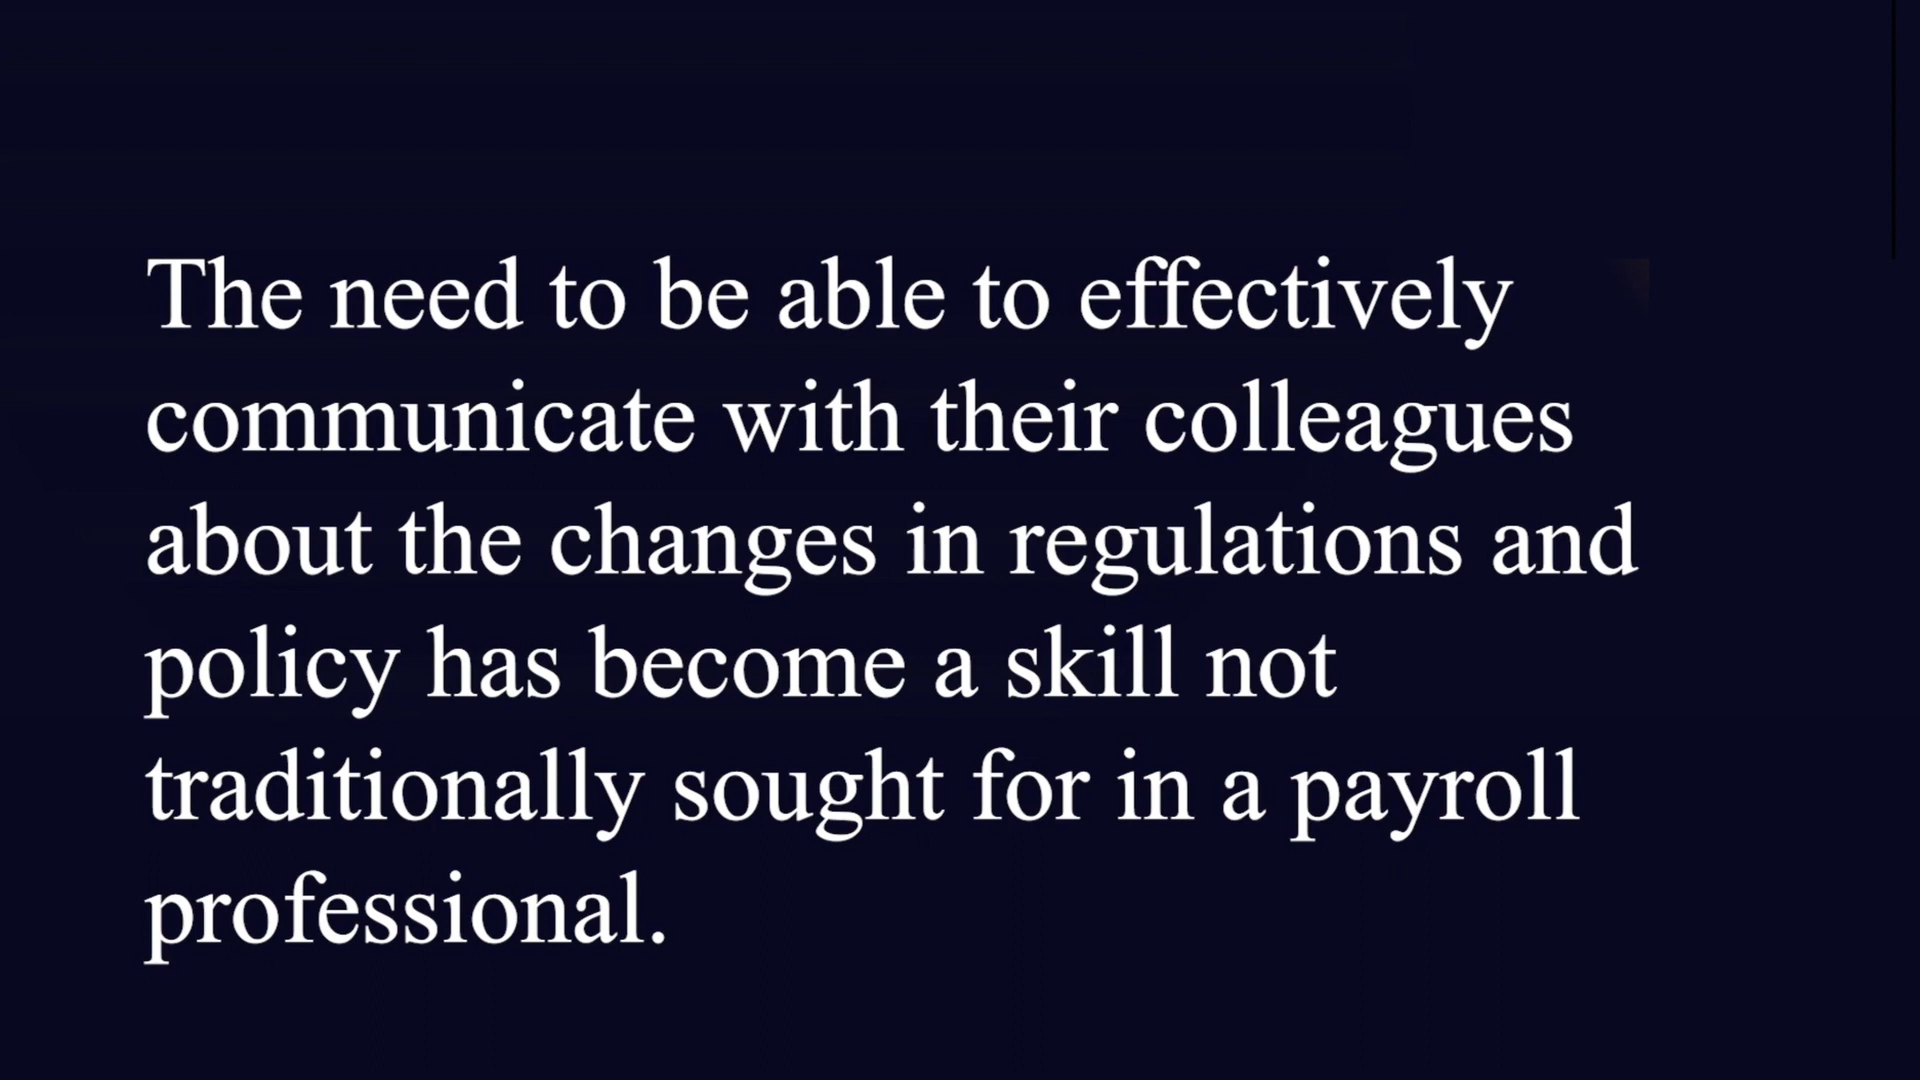 The need to be able to effectively
communicate with their colleagues
about the changes in regulations and
policy has become a skill not
traditionally sought for in a payroll
professional.